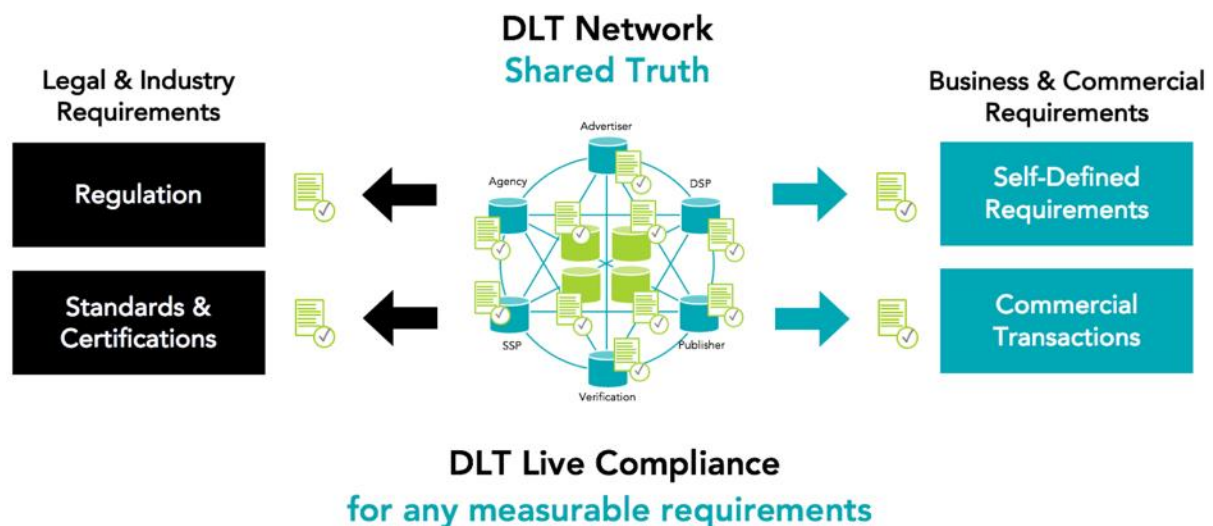 DLT Network
Shared Truth
Legal & Industry
Requirements
Regulation
Standards &
Certifications
Advertiser
Agency
DSP
SSP
Publisher
Verification
Business & Commercial
Requirements
Self-Defined
Requirements
Commercial
Transactions
DLT Live Compliance
for any measurable requirements